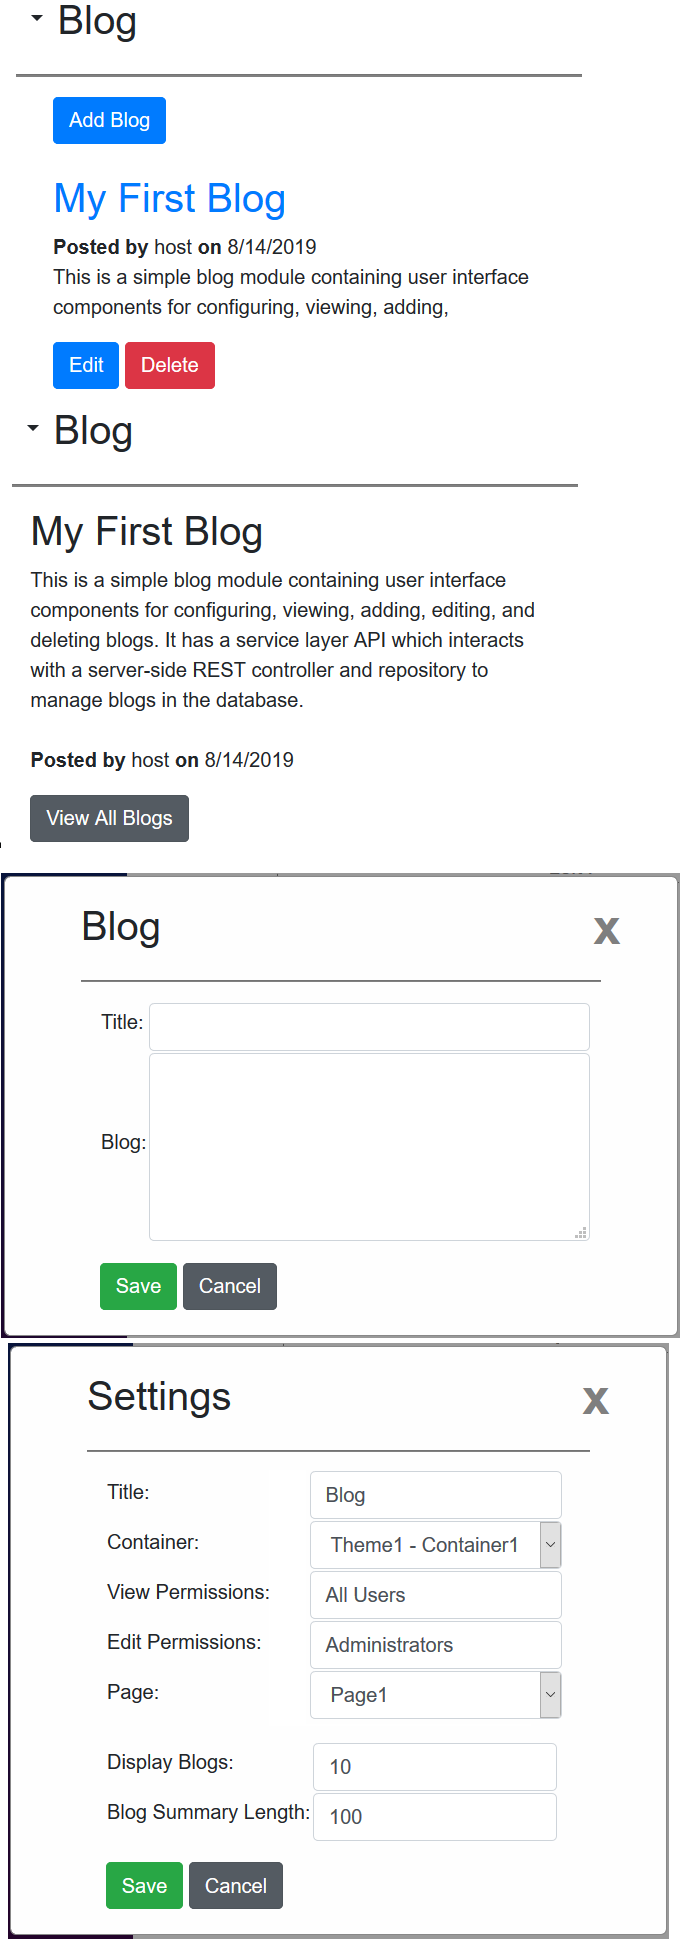 Blog
Add Blog
My First Blog
Posted by host on 8/14/2019
This is a simple blog module containing user interface
components for configuring, viewing, adding,
Edit Delete
Blog
My First Blog
This is a simple blog module containing user interface
components for configuring, viewing, adding, editing, and
deleting blogs. It has a service layer API which interacts
with a server-side REST controller and repository to
manage blogs in the database.
Posted by host on 8/14/2019
View All Blogs
Blog x
Title:
Blog:
Save Cancel
Settings x
Title: Blog
Container: Theme1 - Container1
View Permissions: All Users
Edit Permissions: Administrators
Page: Page1
Display Blogs: 10
Blog Summary Length: 100
Save Cancel